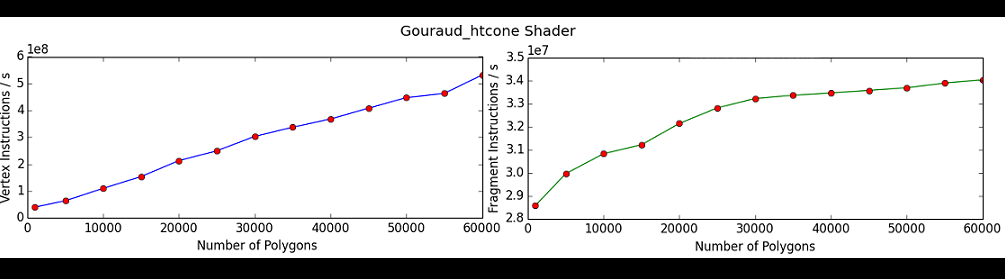 Gouraud_htcone Shader
1e8
6
5
4
3
2
1
0
Vertex Instructions / s
0 10000 20000 30000 40000 50000 60000
Number of Polygons
1e7
3.5
3.4
3.3
3.2
3.1
3.0
2.9
2.8
Fragment Instructions / s
0 10000 20000 30000 40000 50000 60000
Number of Polygons